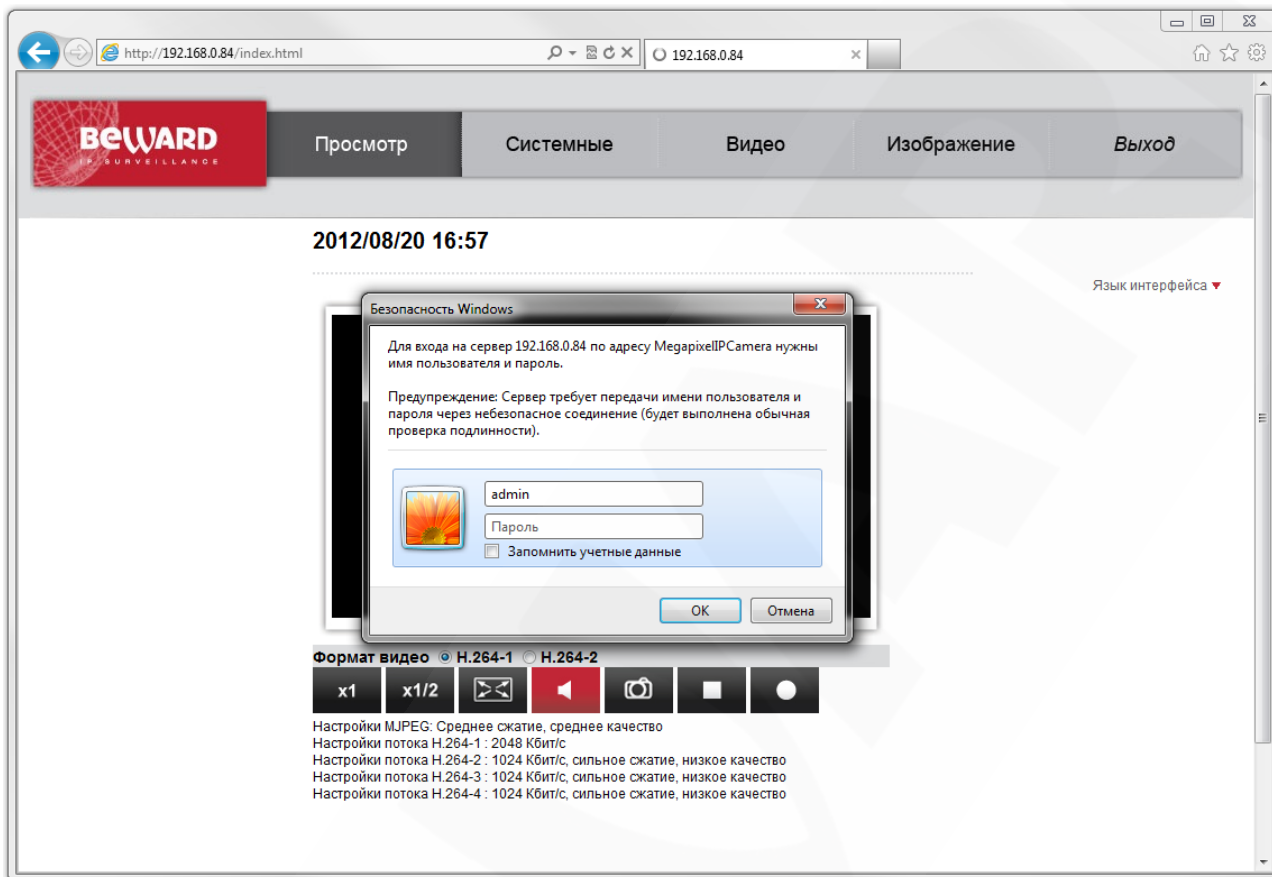 http://192.168.0.84/index.html
192.168.0.84
BEWARD
IP SURVEILLANCE
Просмотр
Системные
Видео
Изображение
Выход
2012/08/20 16:57
Язык интерфейса
Безопасность Windows
Для входа на сервер 192.168.0.84 по адресу MegapixelIPCamera нужны
имя пользователя и пароль.
Предупреждение: Сервер требует передачи имени пользователя и
пароля через небезопасное соединение (будет выполнена обычная
проверка подлинности).
admin
Пароль
Запомнить учетные данные
OK
Отмена
Формат видео H.264-1 H.264-2
x1
x1/2
Настройки MJPEG: Среднее сжатие, среднее качество
Настройки потока H.264-1 : 2048 Кбит/с
Настройки потока H.264-2 : 1024 Кбит/с, сильное сжатие, низкое качество
Настройки потока H.264-3 : 1024 Кбит/с, сильное сжатие, низкое качество
Настройки потока H.264-4 : 1024 Кбит/с, сильное сжатие, низкое качество